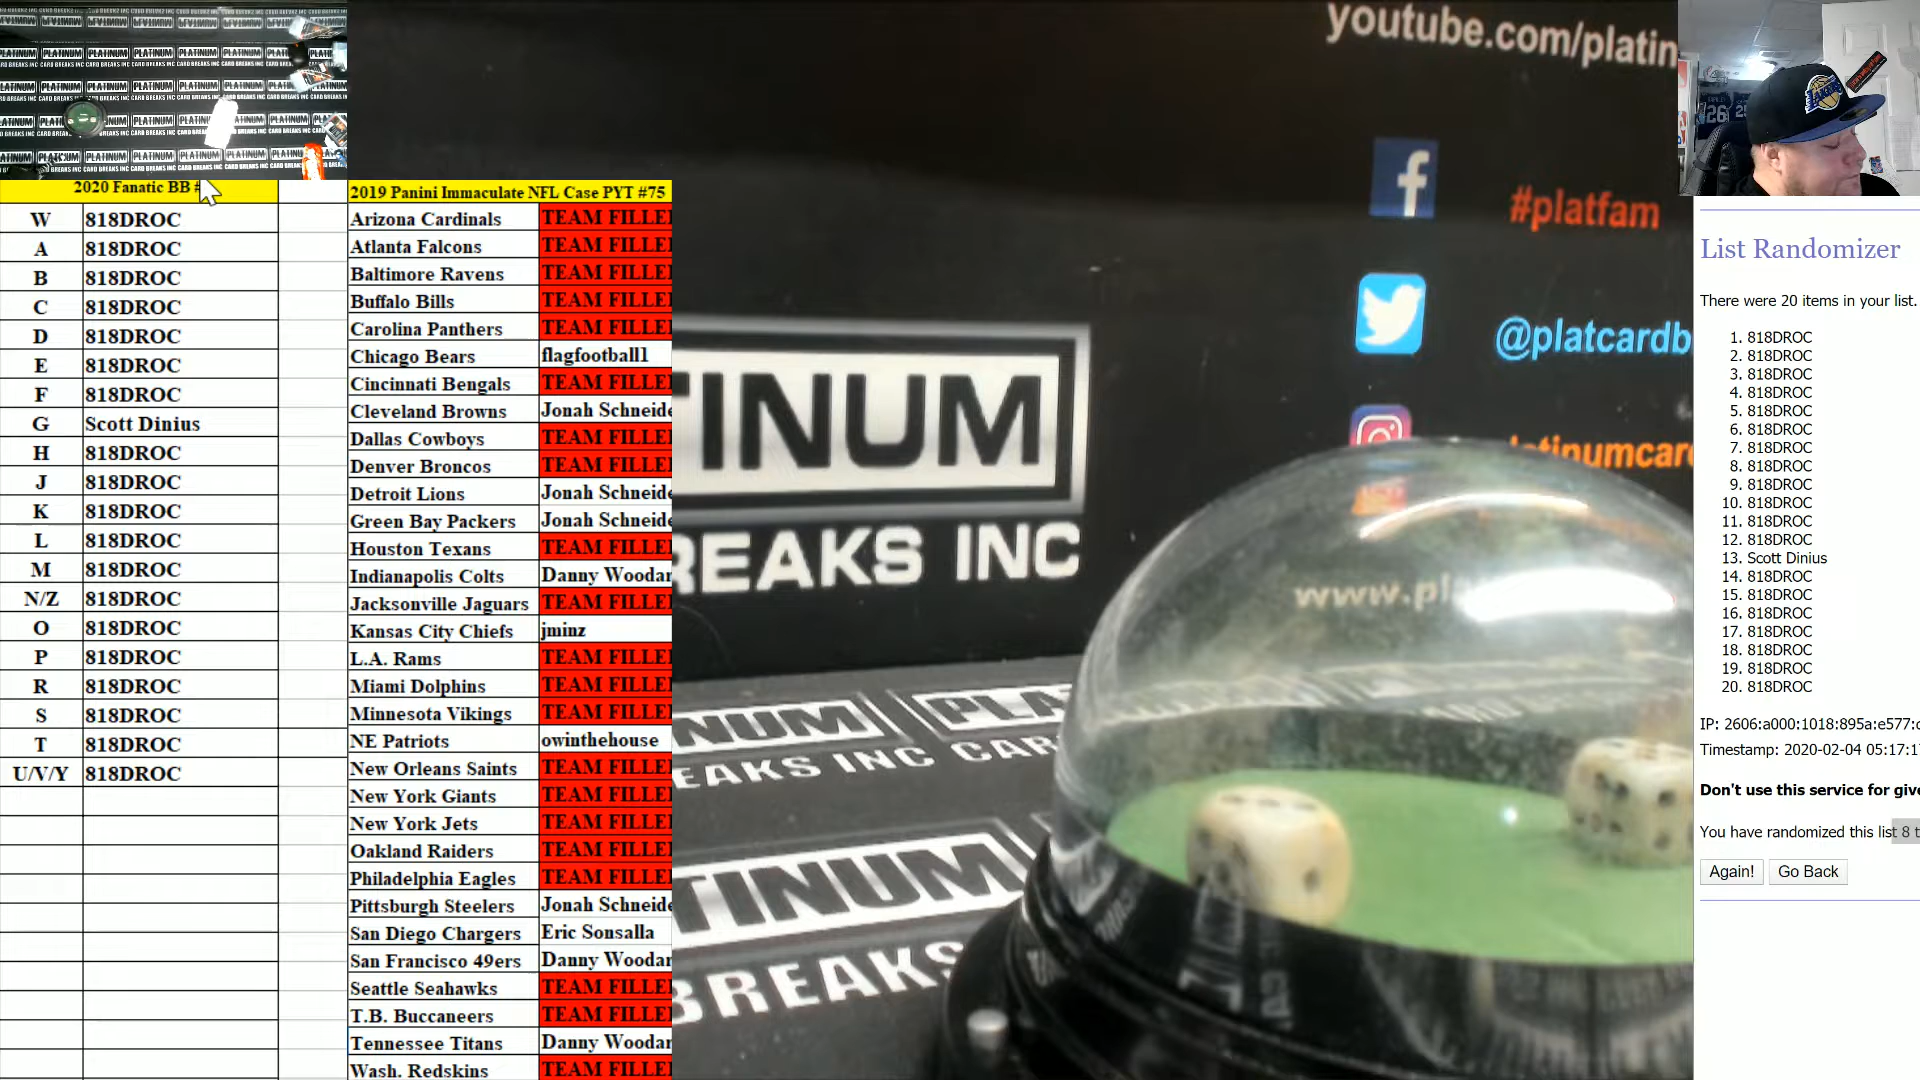 2020 Fanatic BB #
W 818DROC
A 818DROC
B 818DROC
C 818DROC
D 818DROC
E 818DROC
F 818DROC
G Scott Dinius
H 818DROC
J 818DROC
K 818DROC
L 818DROC
M 818DROC
N/Z 818DROC
O 818DROC
P 818DROC
R 818DROC
S 818DROC
T 818DROC
U/V/Y 818DROC
2019 Panini Immaculate NFL Case PYT #75
Arizona Cardinals TEAM FILLE
Atlanta Falcons TEAM FILLE
Baltimore Ravens TEAM FILLE
Buffalo Bills TEAM FILLE
Carolina Panthers TEAM FILLE
Chicago Bears flagfootball1
Cincinnati Bengals TEAM FILLE
Cleveland Browns Jonah Schneide
Dallas Cowboys TEAM FILLE
Denver Broncos TEAM FILLE
Detroit Lions Jonah Schneide
Green Bay Packers Jonah Schneide
Houston Texans TEAM FILLE
Indianapolis Colts Danny Woodar
Jacksonville Jaguars TEAM FILLE
Kansas City Chiefs jminz
L.A. Rams TEAM FILLE
Miami Dolphins TEAM FILLE
Minnesota Vikings TEAM FILLE
NE Patriots owinthehouse
New Orleans Saints TEAM FILLE
New York Giants TEAM FILLE
New York Jets TEAM FILLE
Oakland Raiders TEAM FILLE
Philadelphia Eagles TEAM FILLE
Pittsburgh Steelers Jonah Schneide
San Diego Chargers Eric Sonsalla
San Francisco 49ers Danny Woodar
Seattle Seahawks TEAM FILLE
T.B. Buccaneers TEAM FILLE
Tennessee Titans Danny Woodar
Wash. Redskins TEAM FILLE
youtube.com/platin
#platfam
@platcardb
atinumcar
www.pl
TINUM
REAKS INC
NUM PLA
EAKS INC CAR
TINUM
BREAKS
List Randomizer
There were 20 items in your list.
1. 818DROC
2. 818DROC
3. 818DROC
4. 818DROC
5. 818DROC
6. 818DROC
7. 818DROC
8. 818DROC
9. 818DROC
10. 818DROC
11. 818DROC
12. 818DROC
13. Scott Dinius
14. 818DROC
15. 818DROC
16. 818DROC
17. 818DROC
18. 818DROC
19. 818DROC
20. 818DROC
IP: 2606:a000:1018:895a:e577:
Timestamp: 2020-02-04 05:17:1
Don't use this service for give
You have randomized this list 8 t
Again! Go Back